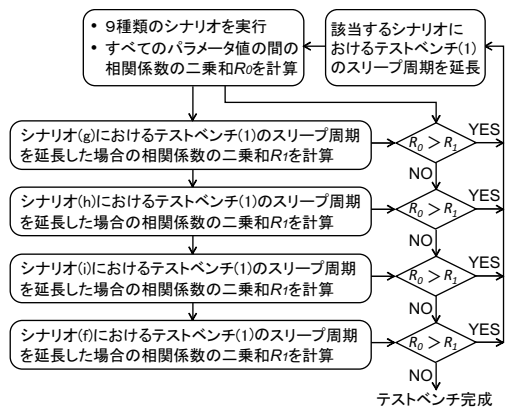 • 9種類のシナリオを実行
• すべてのパラメータ値の間の
相関係数の二乗和R0を計算
該当するシナリオに
おけるテストベンチ(1)
のスリープ周期を延長
シナリオ(g)におけるテストベンチ(1)のスリープ周期
を延長した場合の相関係数の二乗和R1を計算
R0＞R1
YES
NO
シナリオ(h)におけるテストベンチ(1)のスリープ周期
を延長した場合の相関係数の二乗和R1を計算
R0＞R1
YES
NO
シナリオ(i)におけるテストベンチ(1)のスリープ周期
を延長した場合の相関係数の二乗和R1を計算
R0＞R1
YES
NO
シナリオ(f)におけるテストベンチ(1)のスリープ周期
を延長した場合の相関係数の二乗和R1を計算
R0＞R1
YES
NO
テストベンチ完成